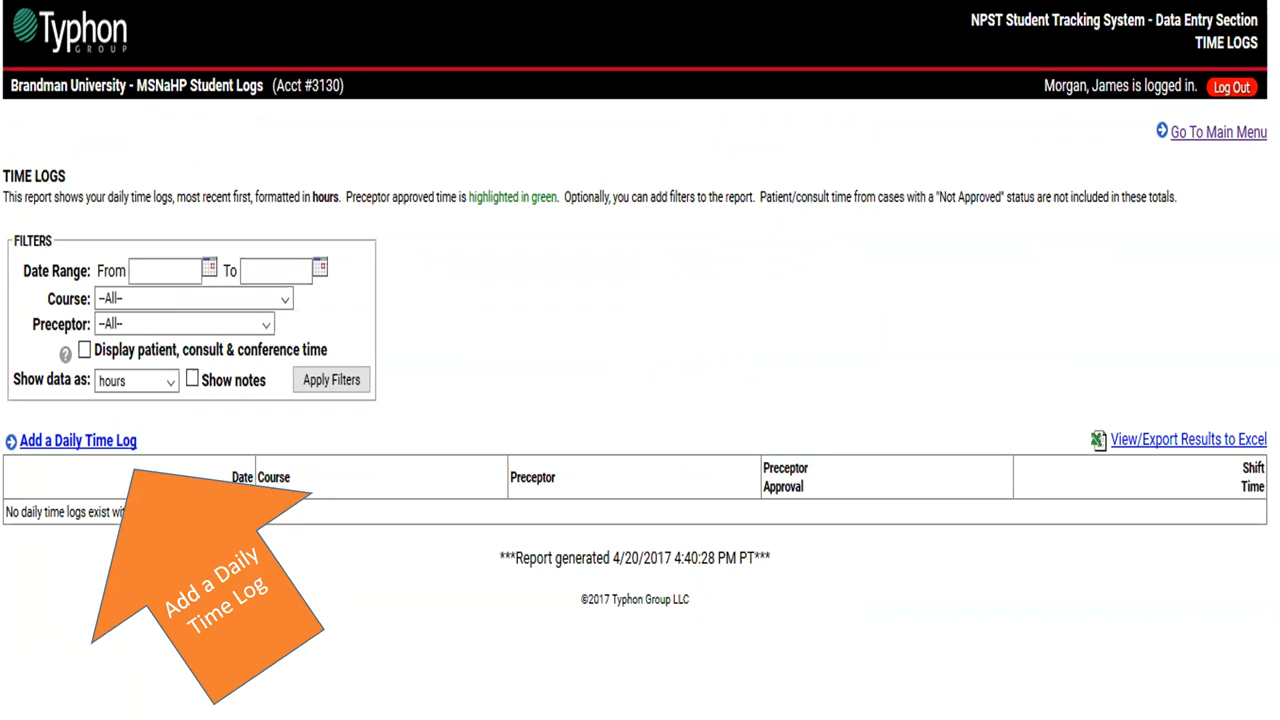 Typhon
GROUP
NPST Student Tracking System - Data Entry Section
TIME LOGS
Brandman University - MSNaHP Student Logs (Acct #3130)
Morgan, James is logged in. Log Out
Go To Main Menu
TIME LOGS
This report shows your daily time logs, most recent first, formatted in hours. Preceptor approved time is highlighted in green. Optionally, you can add filters to the report. Patient/consult time from cases with a "Not Approved" status are not included in these totals.
FILTERS
Date Range: From To
Course: --All--
Preceptor: --All--
? Display patient, consult & conference time
Show data as: hours Show notes Apply Filters
Add a Daily Time Log
View/Export Results to Excel
Date Course Preceptor Preceptor Approval Shift Time
No daily time logs exist
Add a Daily
Time Log
***Report generated 4/20/2017 4:40:28 PM PT***
©2017 Typhon Group LLC